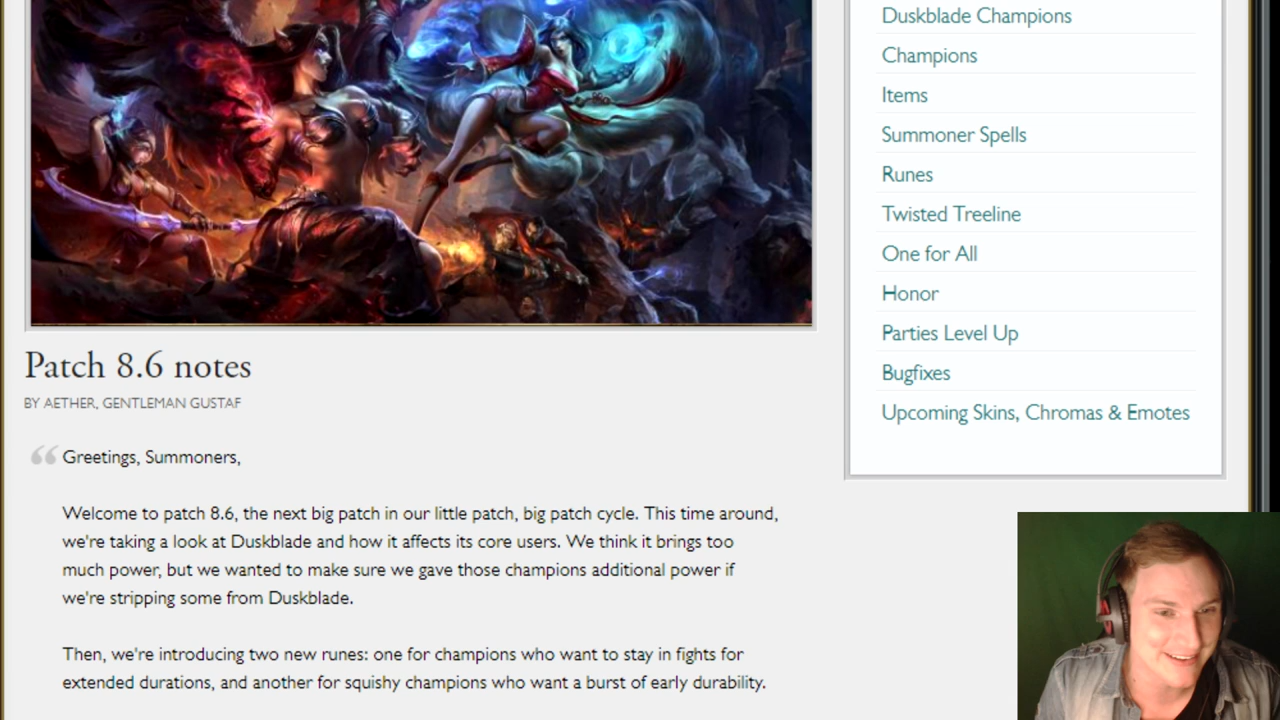 Duskblade Champions
Champions
Items
Summoner Spells
Runes
Twisted Treeline
One for All
Honor
Parties Level Up
Bugfixes
Upcoming Skins, Chromas & Emotes
Patch 8.6 notes
BY AETHER, GENTLEMAN GUSTAF
“ Greetings, Summoners,
Welcome to patch 8.6, the next big patch in our little patch, big patch cycle. This time around,
we're taking a look at Duskblade and how it affects its core users. We think it brings too
much power, but we wanted to make sure we gave those champions additional power if
we're stripping some from Duskblade.
Then, we're introducing two new runes: one for champions who want to stay in fights for
extended durations, and another for squishy champions who want a burst of early durability.